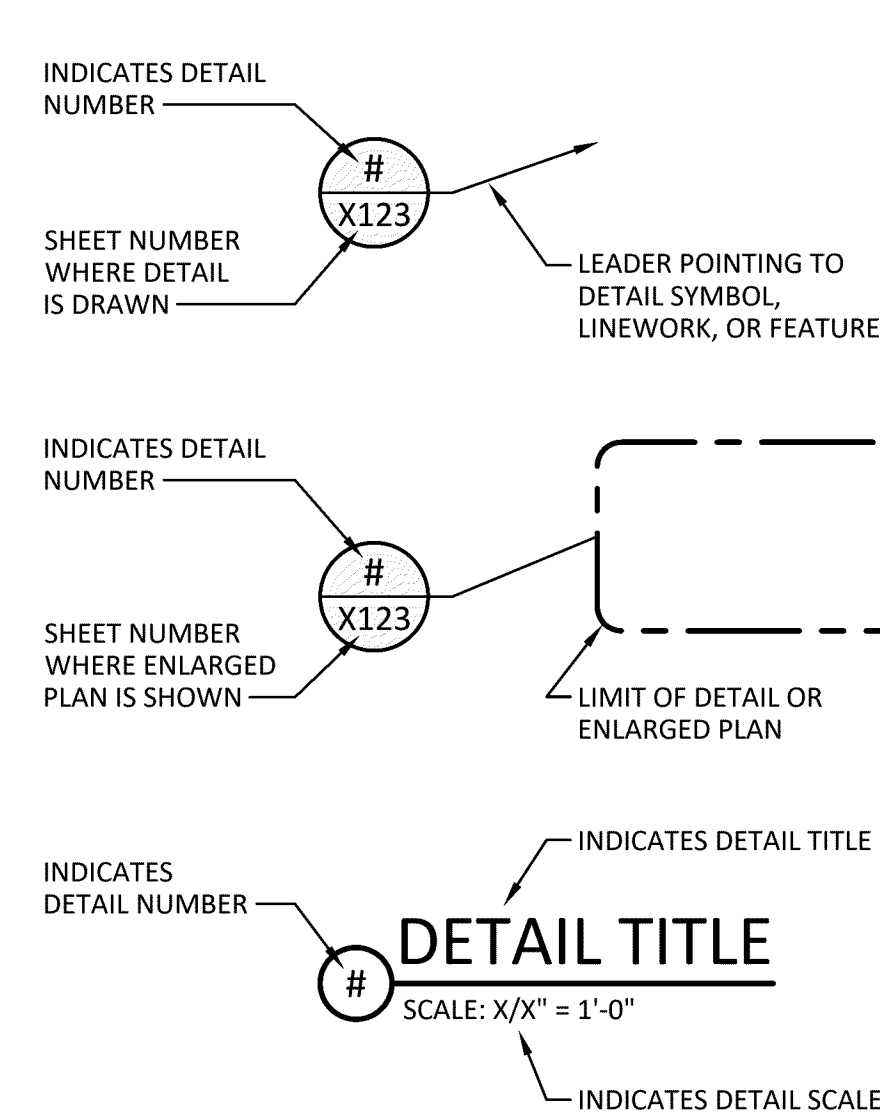 INDICATES DETAIL
NUMBER
#
X123
SHEET NUMBER
WHERE DETAIL
IS DRAWN
LEADER POINTING TO
DETAIL SYMBOL,
LINEWORK, OR FEATURE
INDICATES DETAIL
NUMBER
#
X123
SHEET NUMBER
WHERE ENLARGED
PLAN IS SHOWN
LIMIT OF DETAIL OR
ENLARGED PLAN
INDICATES DETAIL TITLE
INDICATES
DETAIL NUMBER
DETAIL TITLE
#
SCALE: X/X" = 1'-0"
INDICATES DETAIL SCALE